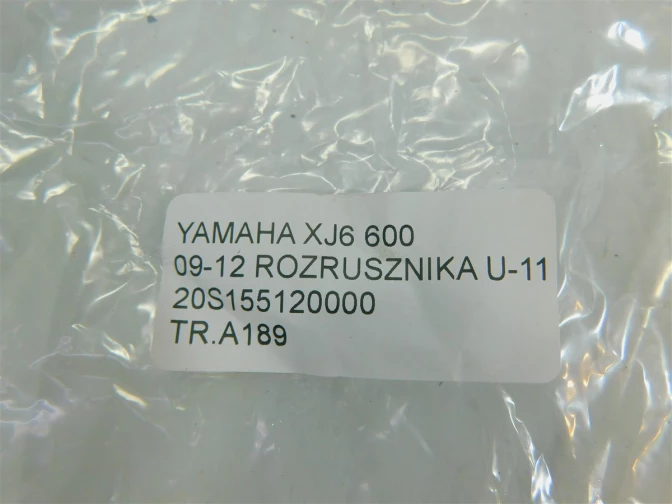 YAMAHA XJ6 600
09-12 ROZRUSZNIKA U-11
20S155120000
TR.A189